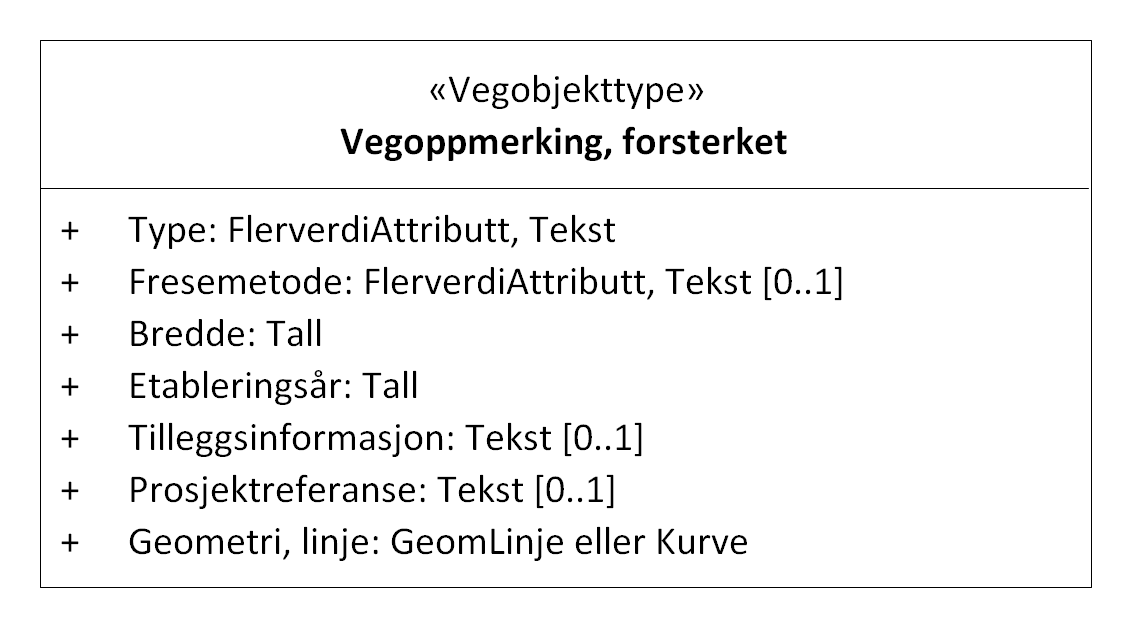 «Vegobjekttype»
Vegoppmerking, forsterket
+ Type: FlerverdiAttributt, Tekst
+ Fresemetode: FlerverdiAttributt, Tekst [0..1]
+ Bredde: Tall
+ Etableringsår: Tall
+ Tilleggsinformasjon: Tekst [0..1]
+ Prosjektreferanse: Tekst [0..1]
+ Geometri, linje: GeomLinje eller Kurve